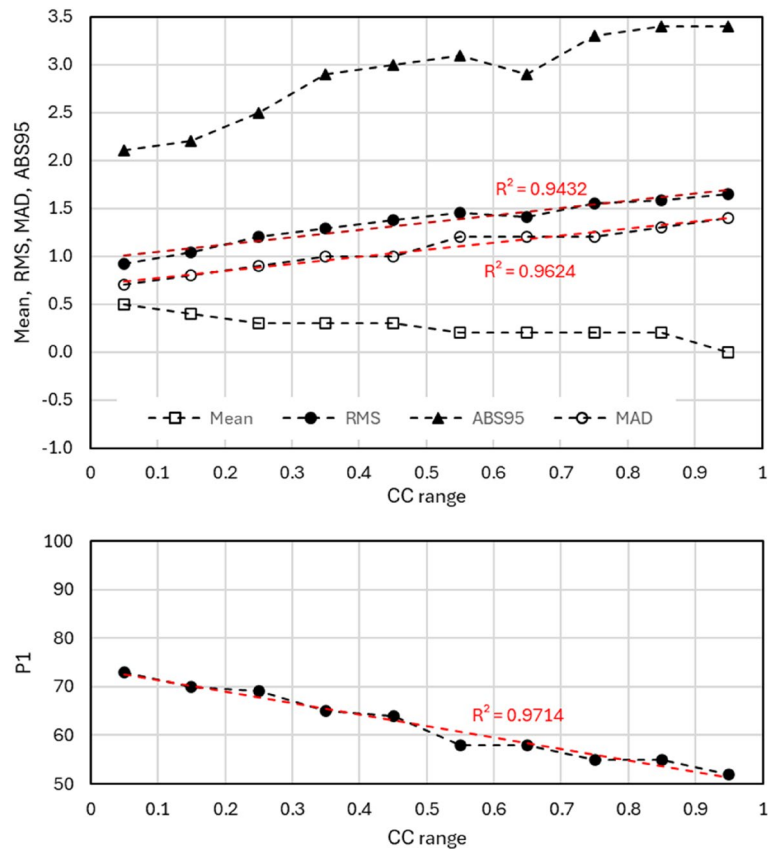 Mean, RMS, MAD, ABS95
3.5
3.0
2.5
2.0
1.5
1.0
0.5
0.0
-0.5
-1.0
R² = 0.9432
R² = 0.9624
Mean RMS ABS95 MAD
0 0.1 0.2 0.3 0.4 0.5 0.6 0.7 0.8 0.9 1
CC range
P1
100
90
80
70
60
50
R² = 0.9714
0 0.1 0.2 0.3 0.4 0.5 0.6 0.7 0.8 0.9 1
CC range